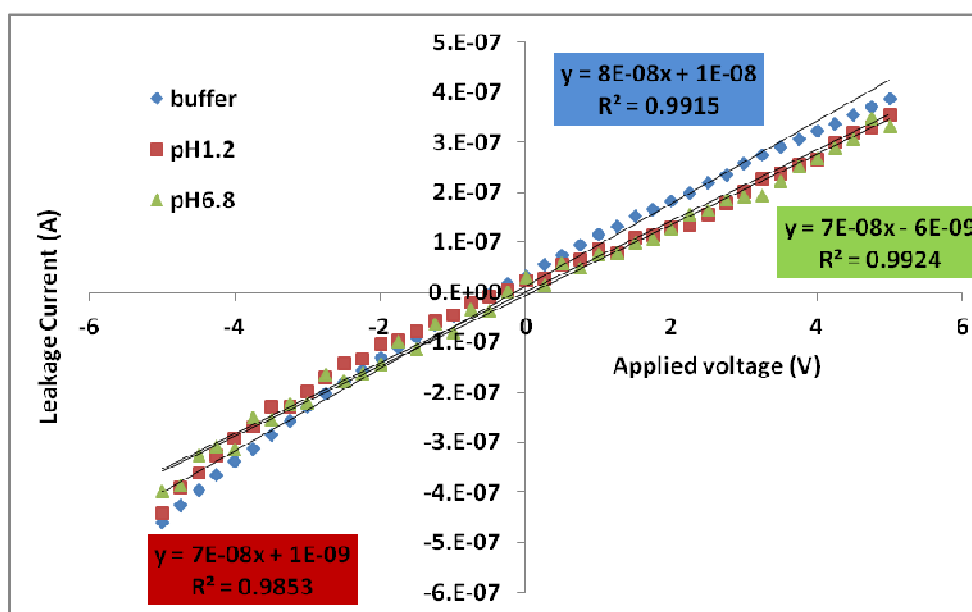 5.E-07
4.E-07
3.E-07
2.E-07
1.E-07
0.E+00
-1.E-07
-2.E-07
-3.E-07
-4.E-07
-5.E-07
-6.E-07
buffer
pH1.2
pH6.8
y = 8E-08x + 1E-08
R² = 0.9915
y = 7E-08x - 6E-09
R² = 0.9924
y = 7E-08x + 1E-09
R² = 0.9853
-6 -4 -2 0 2 4 6
Applied voltage (V)
Leakage Current (A)